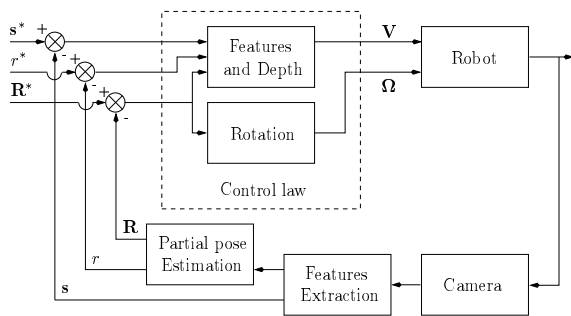 s* +
-
r* +
-
R* +
-
Features
and Depth
Rotation
Control law
V
Ω
Robot
R
r
s
Partial pose
Estimation
Features
Extraction
Camera